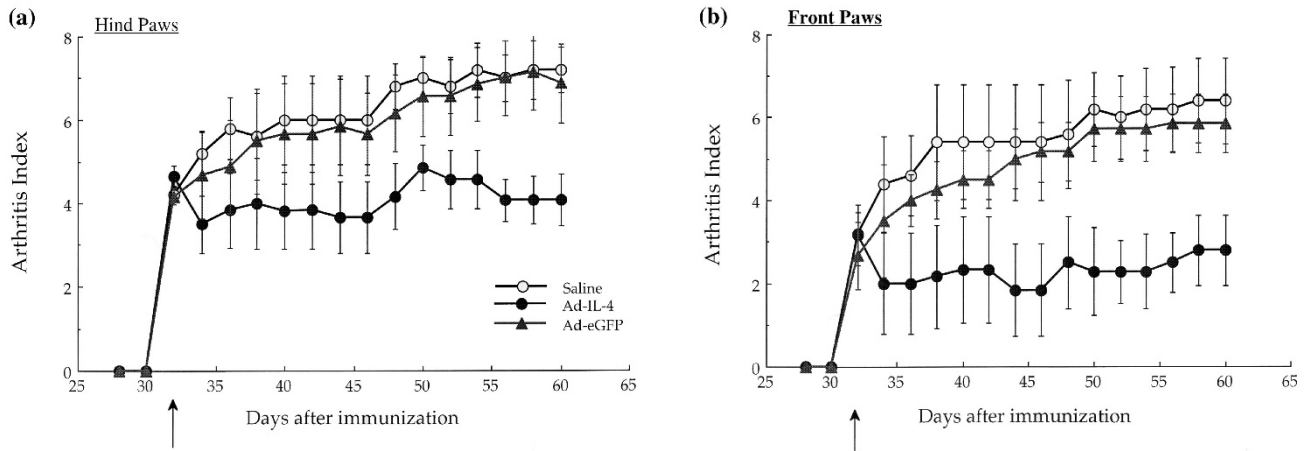 (a) Hind Paws
8
6
4
2
0
Arthritis Index
Saline
Ad-IL-4
Ad-eGFP
25 30 35 40 45 50 55 60 65
Days after immunization
(b) Front Paws
8
6
4
2
0
Arthritis Index
25 30 35 40 45 50 55 60 65
Days after immunization